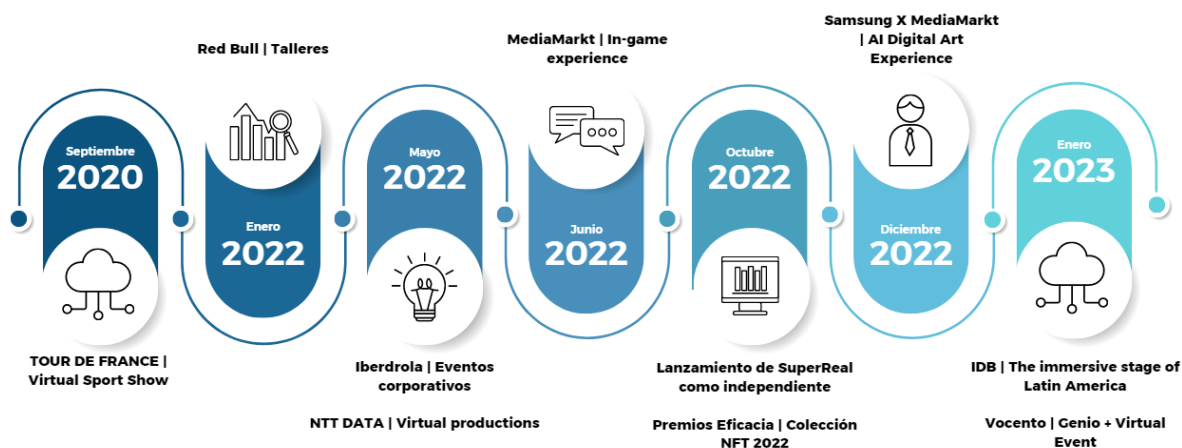 Red Bull | Talleres
MediaMarkt | In-game
experience
Samsung X MediaMarkt
| AI Digital Art
Experience
Septiembre
2020
Enero
2022
Mayo
2022
Junio
2022
Octubre
2022
Diciembre
2022
Enero
2023
TOUR DE FRANCE |
Virtual Sport Show
Iberdrola | Eventos
corporativos
NTT DATA | Virtual productions
Lanzamiento de SuperReal
como independiente
Premios Eficacia | Colección
NFT 2022
IDB | The immersive stage of
Latin America
Vocento | Genio + Virtual
Event